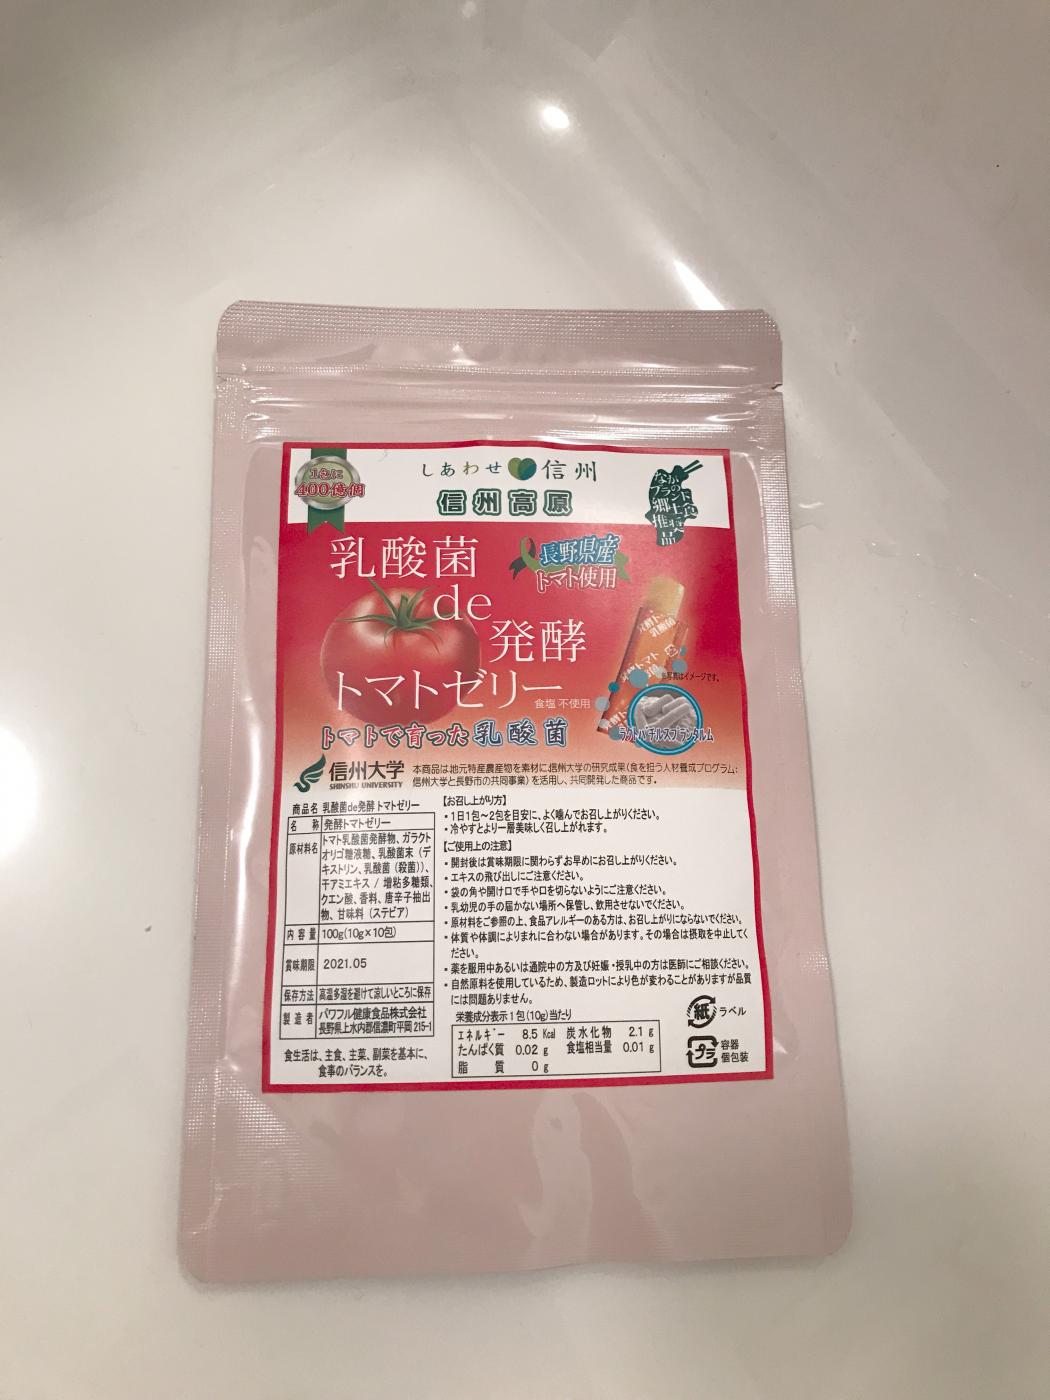 1包に
400億個
しあわせ信州
信州高原
ながの
ブランド
郷土食
推
品
乳酸菌
de
発酵
トマトゼリー
長野県産
トマト使用
食塩 不使用
※写真はイメージです。
トマトで育った乳酸菌
ラクトバチルスプランタルム
信州大学
SHINSHU UNIVERSITY
本商品は地元特産農産物を素材に信州大学の研究成果(食を担う人材養成プログラム:
信州大学と長野市の共同事業)を活用し、共同開発した商品です。
商品名 乳酸菌de発酵 トマトゼリー
名 称 発酵トマトゼリー
原材料名 トマト乳酸菌発酵物、ガラクト
オリゴ糖液糖、乳酸菌末(デ
キストリン、乳酸菌(殺菌))、
干アミエキス / 増粘多糖類、
クエン酸、香料、唐辛子抽出
物、甘味料(ステビア)
内容量 100g(10g×10包)
賞味期限 2021.05
保存方法 高温多湿を避けて涼しいところに保存
製造者 パワフル健康食品株式会社
長野県上水内郡信濃町平岡 215-1
食生活は、主食、主菜、副菜を基本に、
食事のバランスを。
【お召し上がり方】
・1日1包~2包を目安に、よく噛んでお召し上がりください。
・冷やすとより一層美味しく召し上がれます。
【ご使用上の注意】
・開封後は賞味期限に関わらずお早めにお召し上がりください。
・エキスの飛び出しにご注意ください。
・袋の角や開け口で手や口を切らないようにご注意ください。
・乳幼児の手の届かない場所へ保管し、飲用させないでください。
・原材料をご参照の上、食品アレルギーのある方は、お召し上がりにならないでください。
・体質や体調によりまれに合わない場合があります。その場合は摂取を中止してく
ださい。
・薬を服用中あるいは通院中の方及び妊娠・授乳中の方は医師にご相談ください。
・自然原料を使用しているため、製造ロットにより色が変わることがありますが品質
には問題ありません。
栄養成分表示1包(10g)当たり
エネルギー 8.5 Kcal 炭水化物 2.1 g
たんぱく質 0.02 g 食塩相当量 0.01 g
脂 質 0 g
紙 ラベル
プラ 容器
個包装